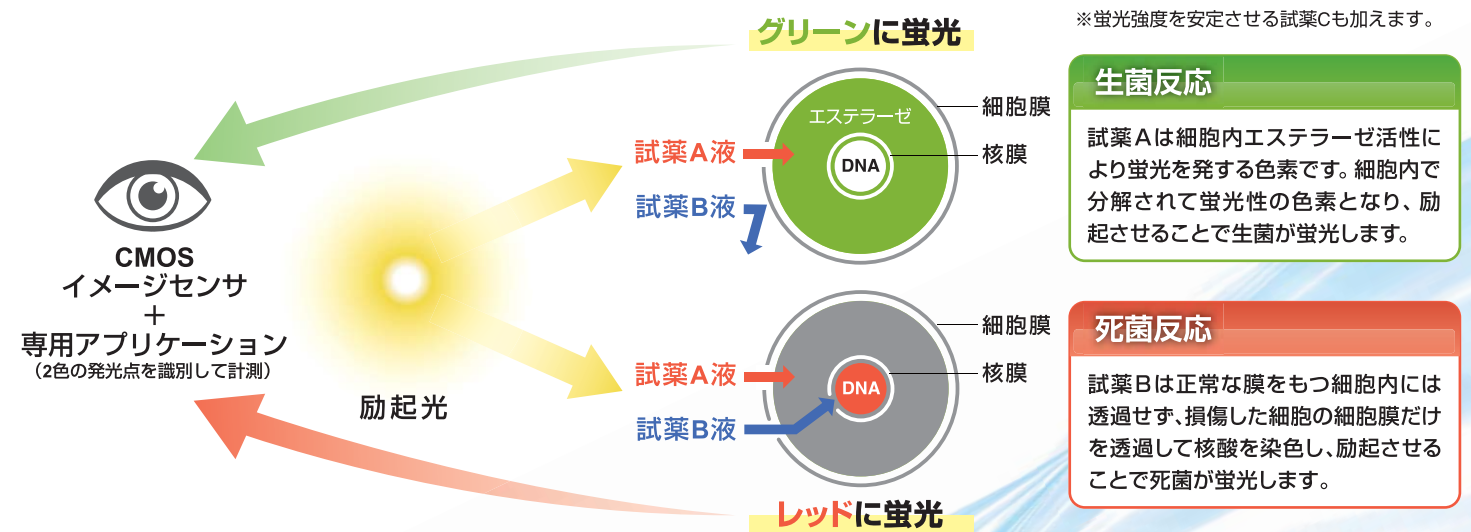 ※蛍光強度を安定させる試薬Cも加えます。
グリーンに蛍光
エステラーゼ
DNA
細胞膜
核膜
試薬A液
試薬B液
生菌反応
試薬Aは細胞内エステラーゼ活性に
より蛍光を発する色素です。細胞内で
分解されて蛍光性の色素となり、励
起させることで生菌が蛍光します。
CMOS
イメージセンサ
+
専用アプリケーション
(2色の発光点を識別して計測)
励起光
細胞膜
核膜
試薬A液
DNA
試薬B液
レッドに蛍光
死菌反応
試薬Bは正常な膜をもつ細胞内には
透過せず、損傷した細胞の細胞膜だけ
を透過して核酸を染色し、励起させる
ことで死菌が蛍光します。